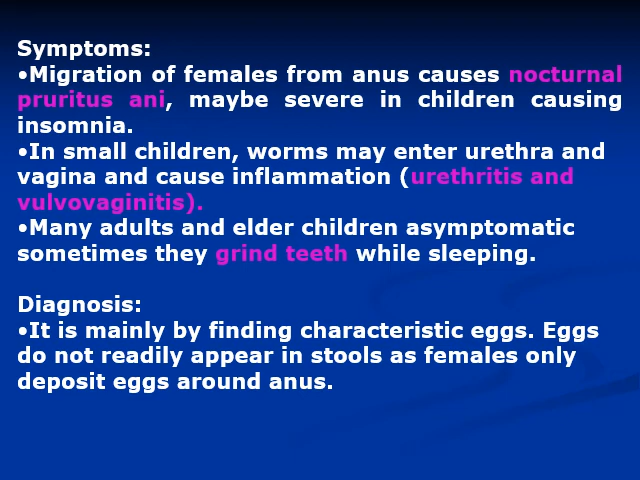 Symptoms:
•Migration of females from anus causes nocturnal
pruritus ani, maybe severe in children causing
insomnia.
•In small children, worms may enter urethra and
vagina and cause inflammation (urethritis and
vulvovaginitis).
•Many adults and elder children asymptomatic
sometimes they grind teeth while sleeping.
Diagnosis:
•It is mainly by finding characteristic eggs. Eggs
do not readily appear in stools as females only
deposit eggs around anus.